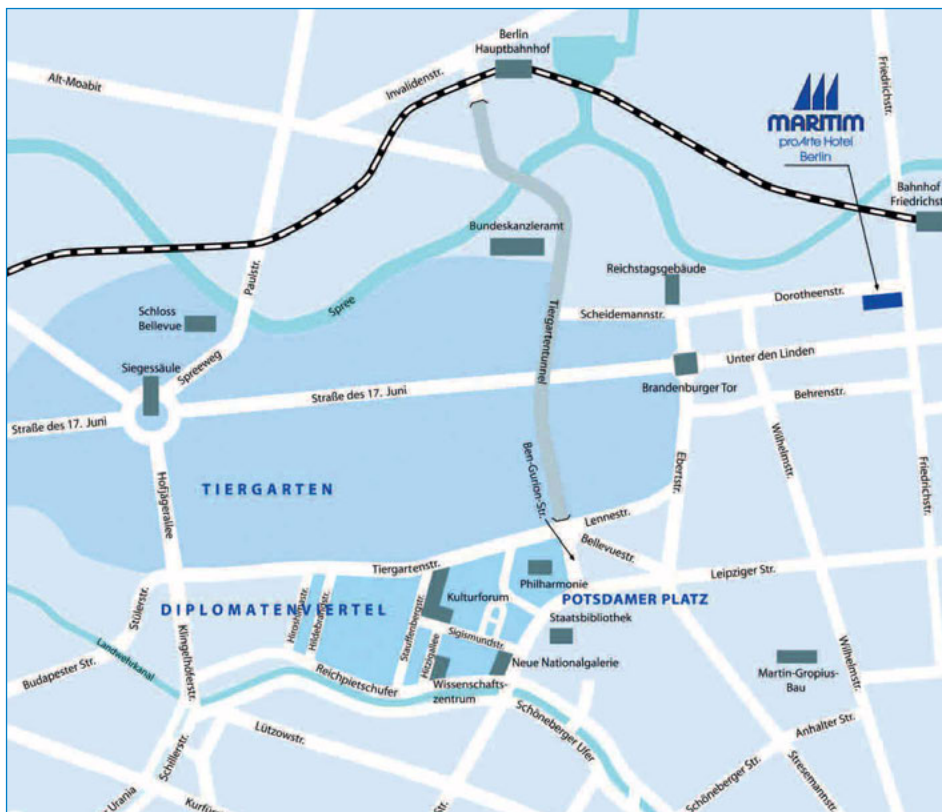 Berlin
Hauptbahnhof
Alt-Moabit
Invalidenstr.
Friedrichstr.
MARITIM
proArte Hotel
Berlin
Bahnhof
Friedrichstr
Bundeskanzleramt
Reichstagsgebäude
Paulstr.
Spree
Tiergartentunnel
Dorotheenstr.
Scheidemannstr.
Schloss
Bellevue
Siegessäule
Spreeweg
Unter den Linden
Brandenburger Tor
Straße des 17. Juni
Straße des 17. Juni
Behrenstr.
Hofjägerallee
Ben-Gurion-Str.
Ebertstr.
Wilhelmstr.
Friedrichstr.
TIERGARTEN
Lennestr.
Bellevuestr.
Tiergartenstr.
Leipziger Str.
Philharmonie
Kulturforum
POTSDAMER PLATZ
Stülerstr.
DIPLOMATENVIERTEL
Hiroshimastr.
Hildebrandstr.
Stauffenbergstr.
Hitzigallee
Sigismundstr.
Staatsbibliothek
Landwehrkanal
Budapester Str.
Klingelhöferstr.
Reichpietschufer
Wissenschafts-
zentrum
Neue Nationalgalerie
Martin-Gropius-
Bau
Wilhelmstr.
Schöneberger Ufer
Lützowstr.
Schillerstr.
Anhalter Str.
Schöneberger Str.
Stresemannstr.
Urania
Kurfü
Str.